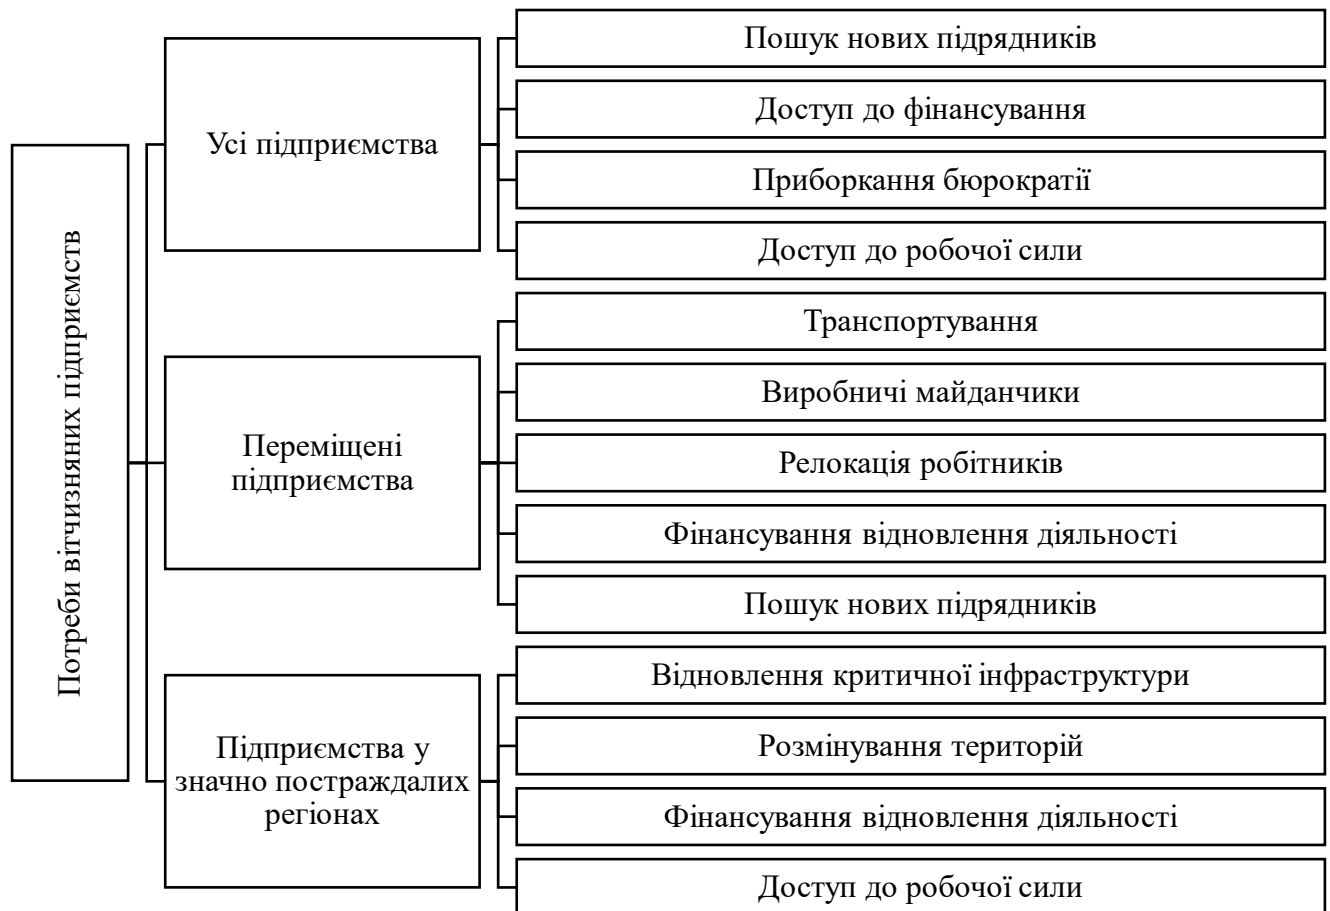 Потреби вітчизняних підприємств
Усі підприємства
Пошук нових підрядників
Доступ до фінансування
Приборкання бюрократії
Доступ до робочої сили
Переміщені
підприємства
Транспортування
Виробничі майданчики
Релокація робітників
Фінансування відновлення діяльності
Пошук нових підрядників
Підприємства у
значно постраждалих
регіонах
Відновлення критичної інфраструктури
Розмінування територій
Фінансування відновлення діяльності
Доступ до робочої сили